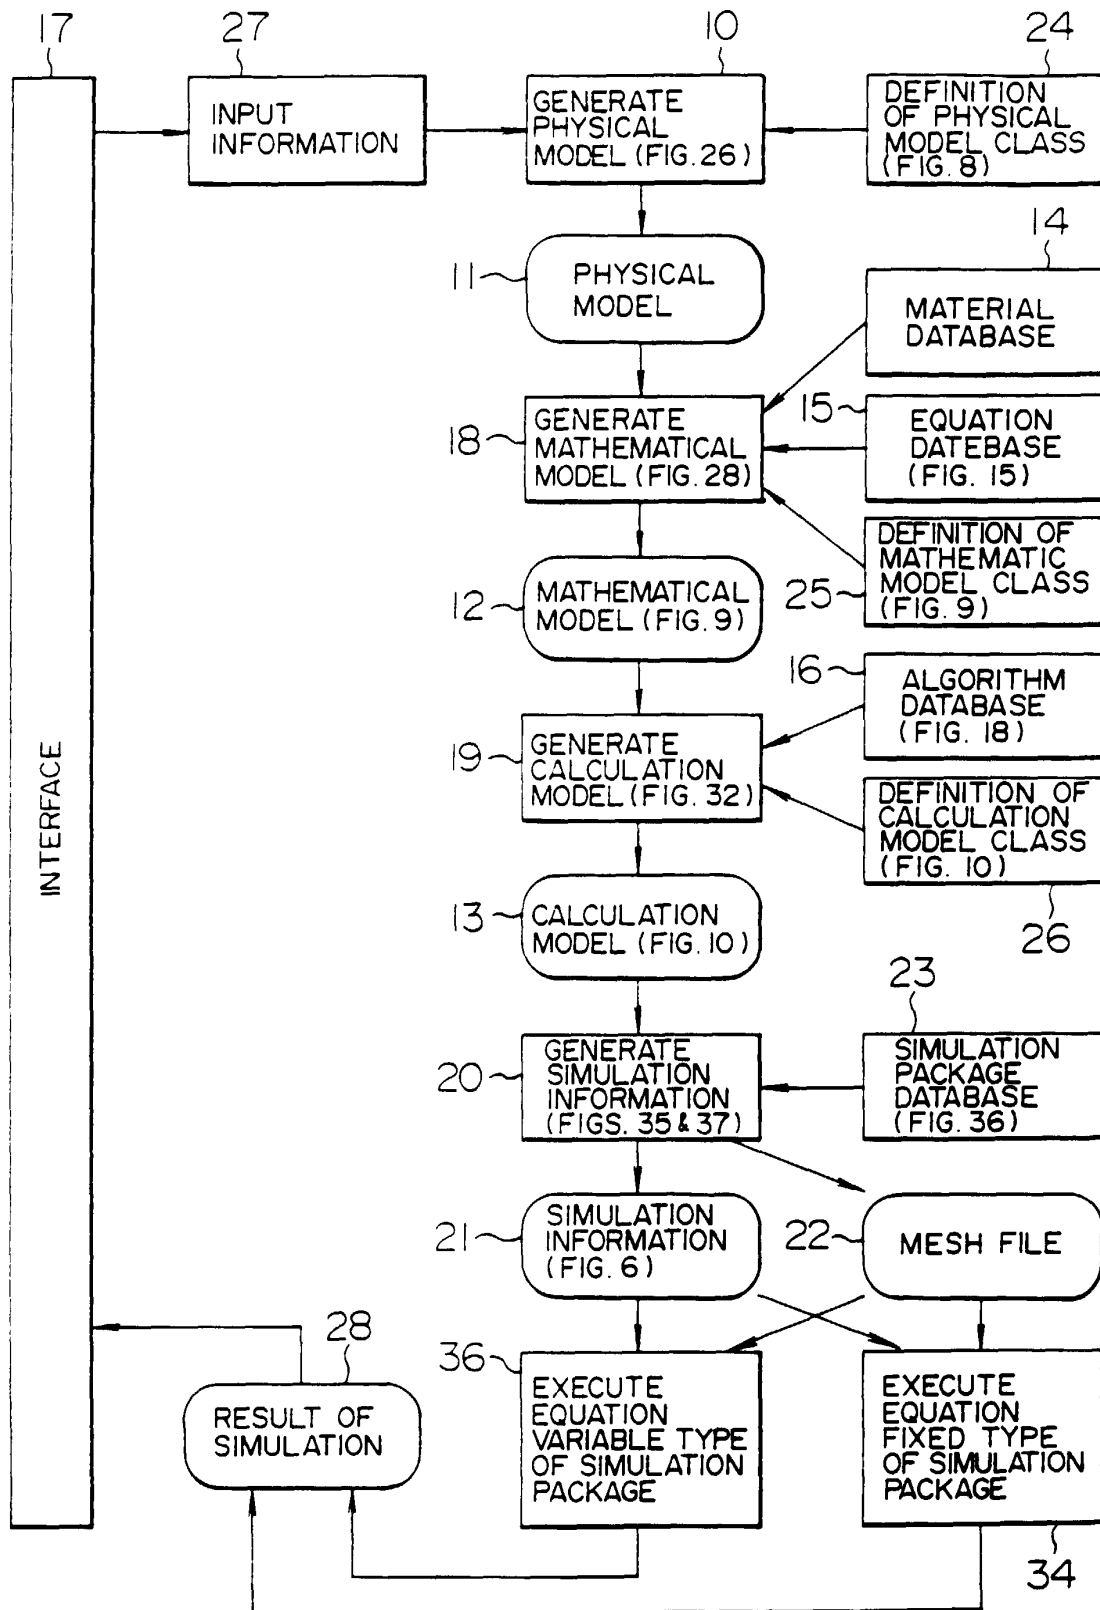 17
27
10
24
INPUT
INFORMATION
GENERATE
PHYSICAL
MODEL (FIG. 26)
DEFINITION
OF PHYSICAL
MODEL CLASS
(FIG. 8)
11
PHYSICAL
MODEL
14
MATERIAL
DATABASE
18
GENERATE
MATHEMATICAL
MODEL (FIG. 28)
15
EQUATION
DATEBASE
(FIG. 15)
12
MATHEMATICAL
MODEL (FIG. 9)
25
DEFINITION OF
MATHEMATIC
MODEL CLASS
(FIG. 9)
INTERFACE
19
GENERATE
CALCULATION
MODEL (FIG. 32)
16
ALGORITHM
DATABASE
(FIG. 18)
DEFINITION OF
CALCULATION
MODEL CLASS
(FIG. 10)
26
13
CALCULATION
MODEL (FIG. 10)
20
GENERATE
SIMULATION
INFORMATION
(FIGS. 35 & 37)
23
SIMULATION
PACKAGE
DATABASE
(FIG. 36)
21
SIMULATION
INFORMATION
(FIG. 6)
22
MESH FILE
28
RESULT OF
SIMULATION
36
EXECUTE
EQUATION
VARIABLE TYPE
OF SIMULATION
PACKAGE
EXECUTE
EQUATION
FIXED TYPE
OF SIMULATION
PACKAGE
34